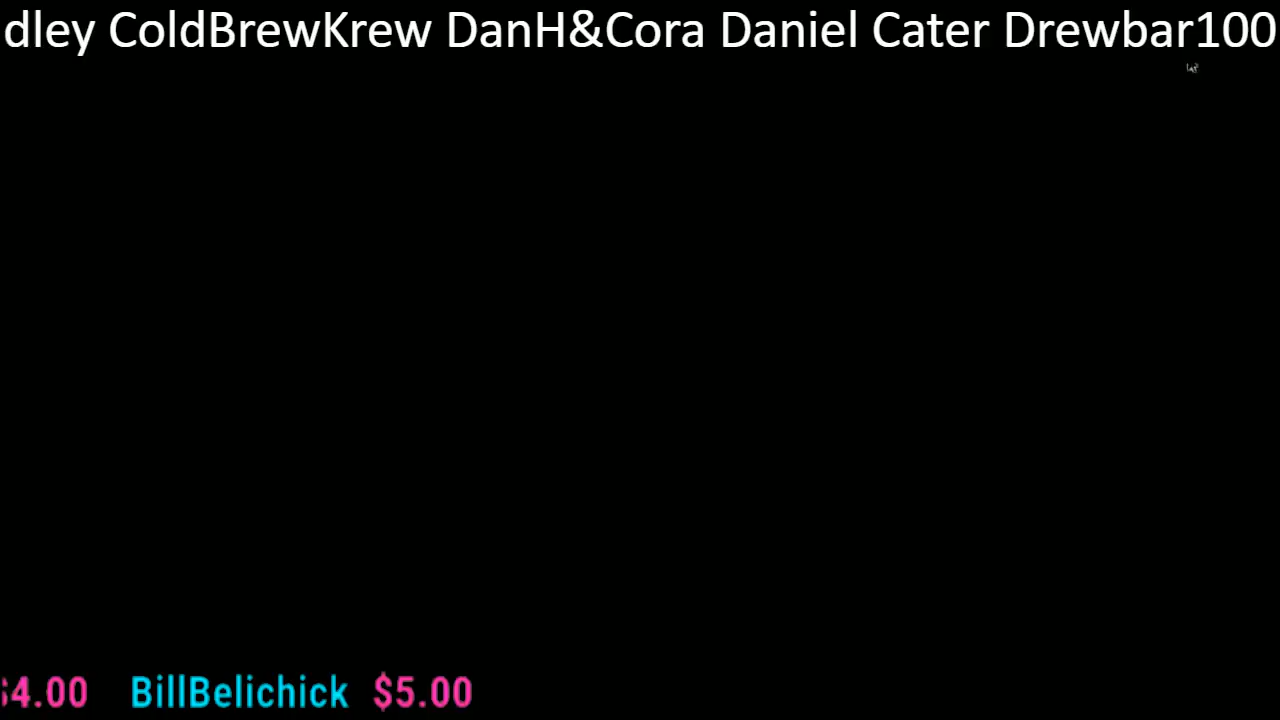 dley ColdBrewKrew DanH&Cora Daniel Cater Drewbar100
$4.00 BillBelichick $5.00